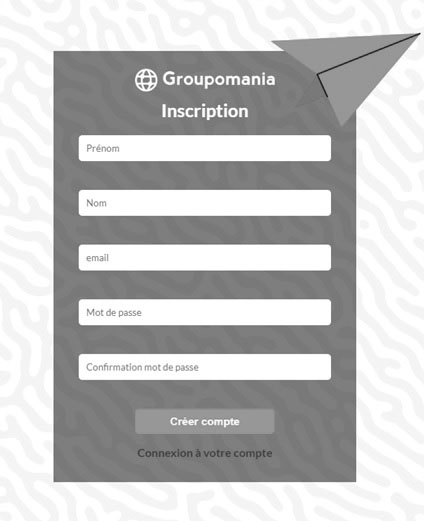 Groupomania
Inscription
Prénom
Nom
email
Mot de passe
Confirmation mot de passe
Créer compte
Connexion à votre compte